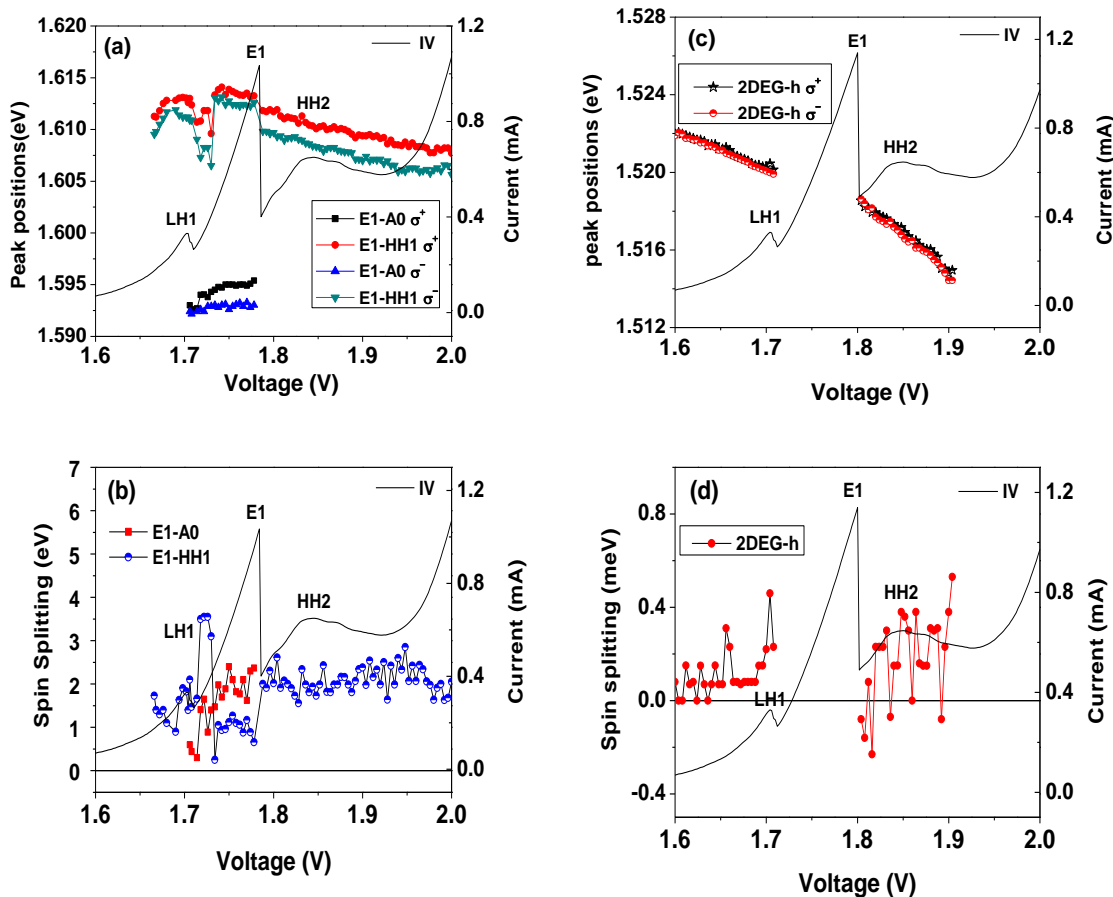 (a)
IV
E1
HH2
LH1
E1-A0 σ+
E1-HH1 σ+
E1-A0 σ−
E1-HH1 σ−
1.620
1.615
1.610
1.605
1.600
1.595
1.590
Peak positions(eV)
1.2
0.8
0.4
0.0
Current (mA)
1.6 1.7 1.8 1.9 2.0
Voltage (V)
(c)
IV
E1
2DEG-h σ+
2DEG-h σ−
HH2
LH1
1.528
1.524
1.520
1.516
1.512
peak positions (eV)
1.2
0.9
0.6
0.3
0.0
Current (mA)
1.6 1.7 1.8 1.9 2.0
Voltage (V)
(b)
IV
E1-A0
E1-HH1
E1
HH2
LH1
7
6
5
4
3
2
1
0
Spin Splitting (eV)
1.2
0.8
0.4
0.0
Current (mA)
1.6 1.7 1.8 1.9 2.0
Voltage (V)
(d)
IV
E1
2DEG-h
HH2
LH1
0.8
0.4
0.0
-0.4
Spin splitting (meV)
1.2
0.8
0.4
0.0
Current (mA)
1.6 1.7 1.8 1.9 2.0
Voltage (V)